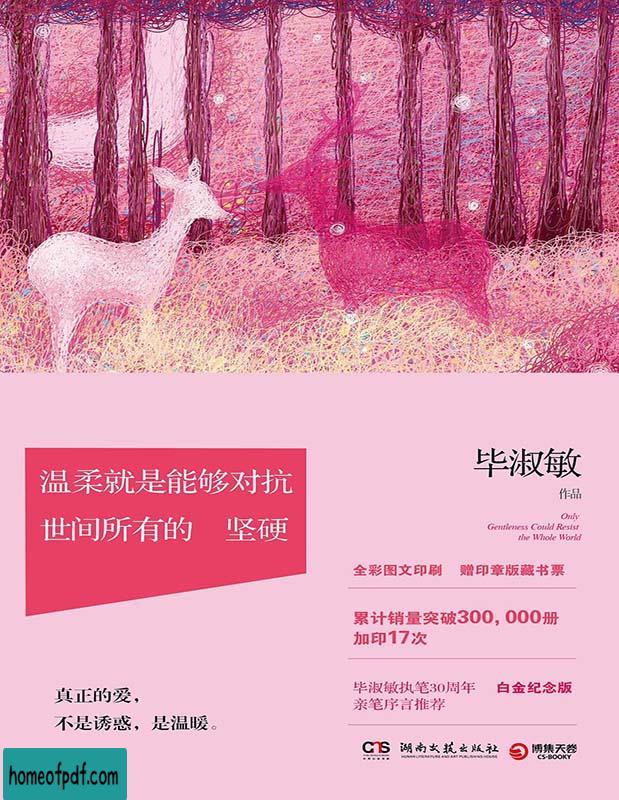 温柔就是能够对抗
世间所有的 坚硬
毕淑敏
作品
Only
Gentleness Could Resist
the Whole World
全彩图文印刷 赠印章版藏书票
累计销量突破300,000册
加印17次
毕淑敏执笔30周年 白金纪念版
亲笔序言推荐
真正的爱，
不是诱惑，是温暖。
湖南文艺出版社
HUNAN LITERATURE AND ART PUBLISHING HOUSE
博集天卷
CS-BOOKY
homeofpdf.com